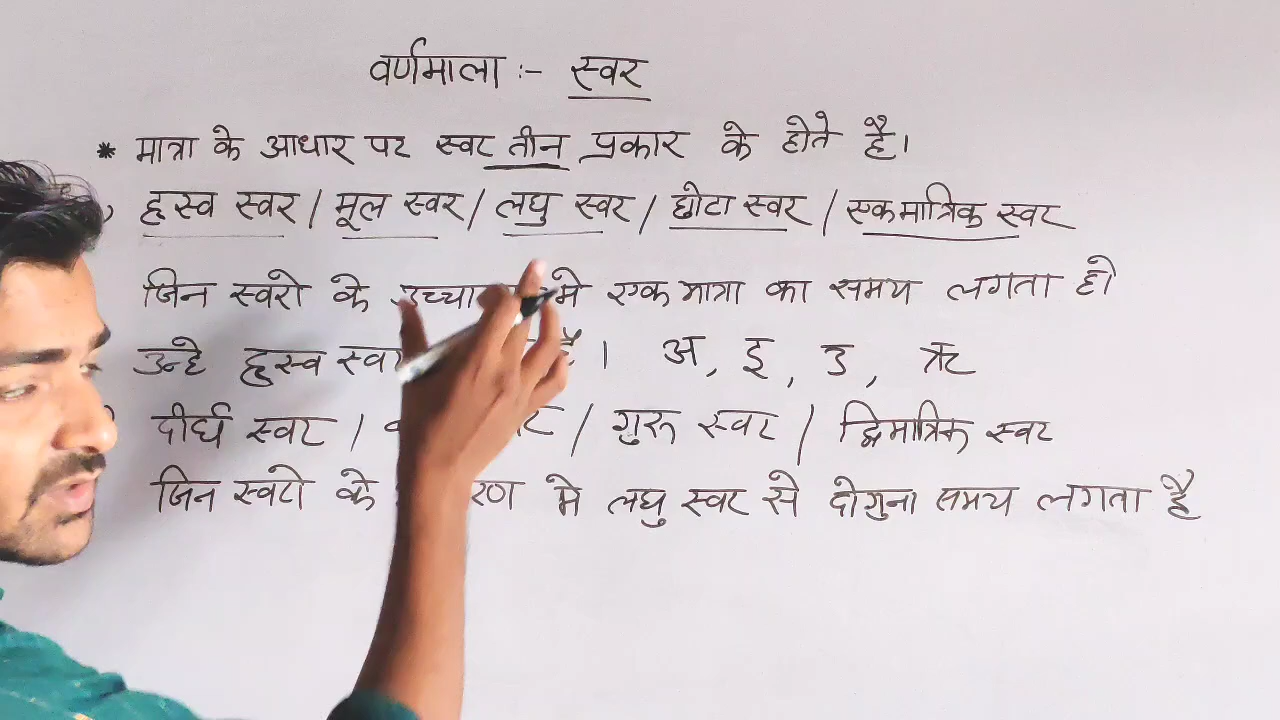 वर्णमाला :- स्वर
* मात्रा के आधार पर स्वर तीन प्रकार के होते है।
ह्रस्व स्वर / मूल स्वर / लघु स्वर / छोटा स्वर / एकमात्रिक स्वर
जिन स्वरो के मे एक मात्रा का समय लगता हो
उन्हे ह्रस्व है। अ, इ, उ, ऋ
दीर्घ स्वर / / गुरू स्वर / द्विमात्रिक स्वर
जिन स्वरो के मे लघु स्वर से दोगुना समय लगता है